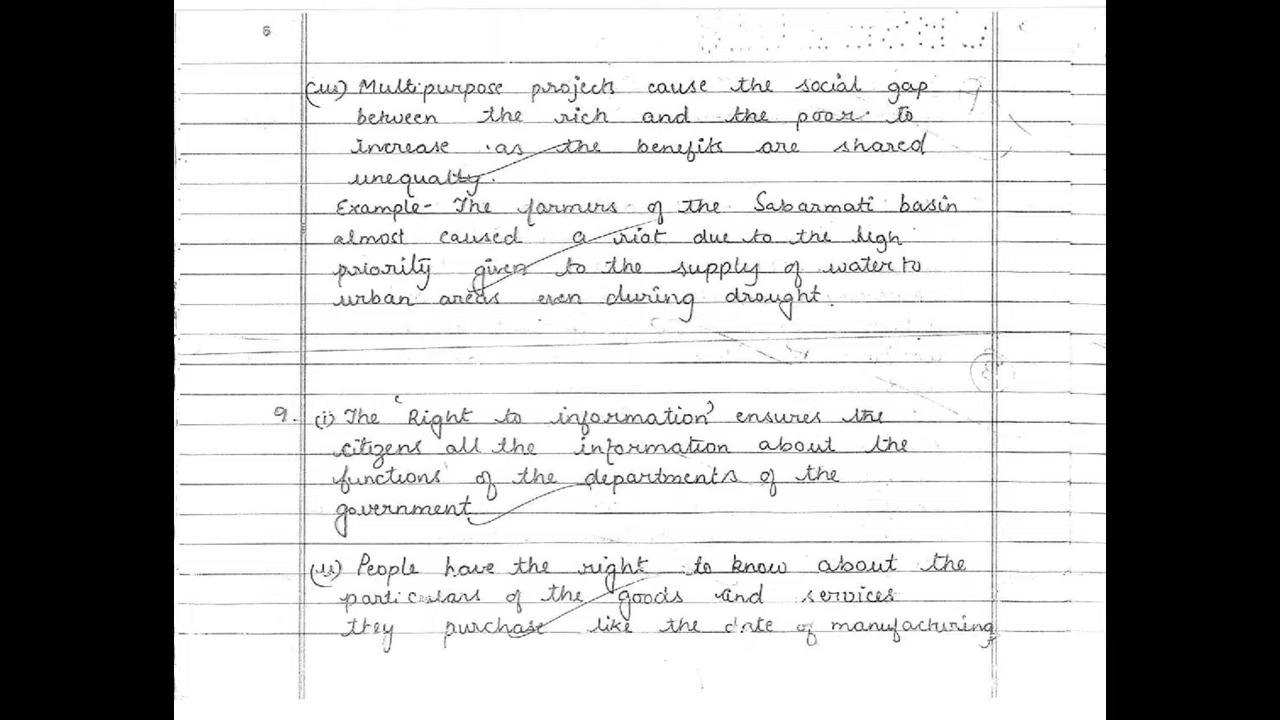 6
(iii) Multipurpose projects cause the social gap
between the rich and the poor to
increase as the benefits are shared
unequally.
Example- The farmers of the Sabarmati basin
almost caused a riot due to the high
priority given to the supply of water to
urban areas even during drought.
9. (i) The 'Right to information' ensures the
citizens all the information about the
functions of the departments of the
government
(ii) People have the right to know about the
particulars of the goods and services
they purchase like the date of manufacturing